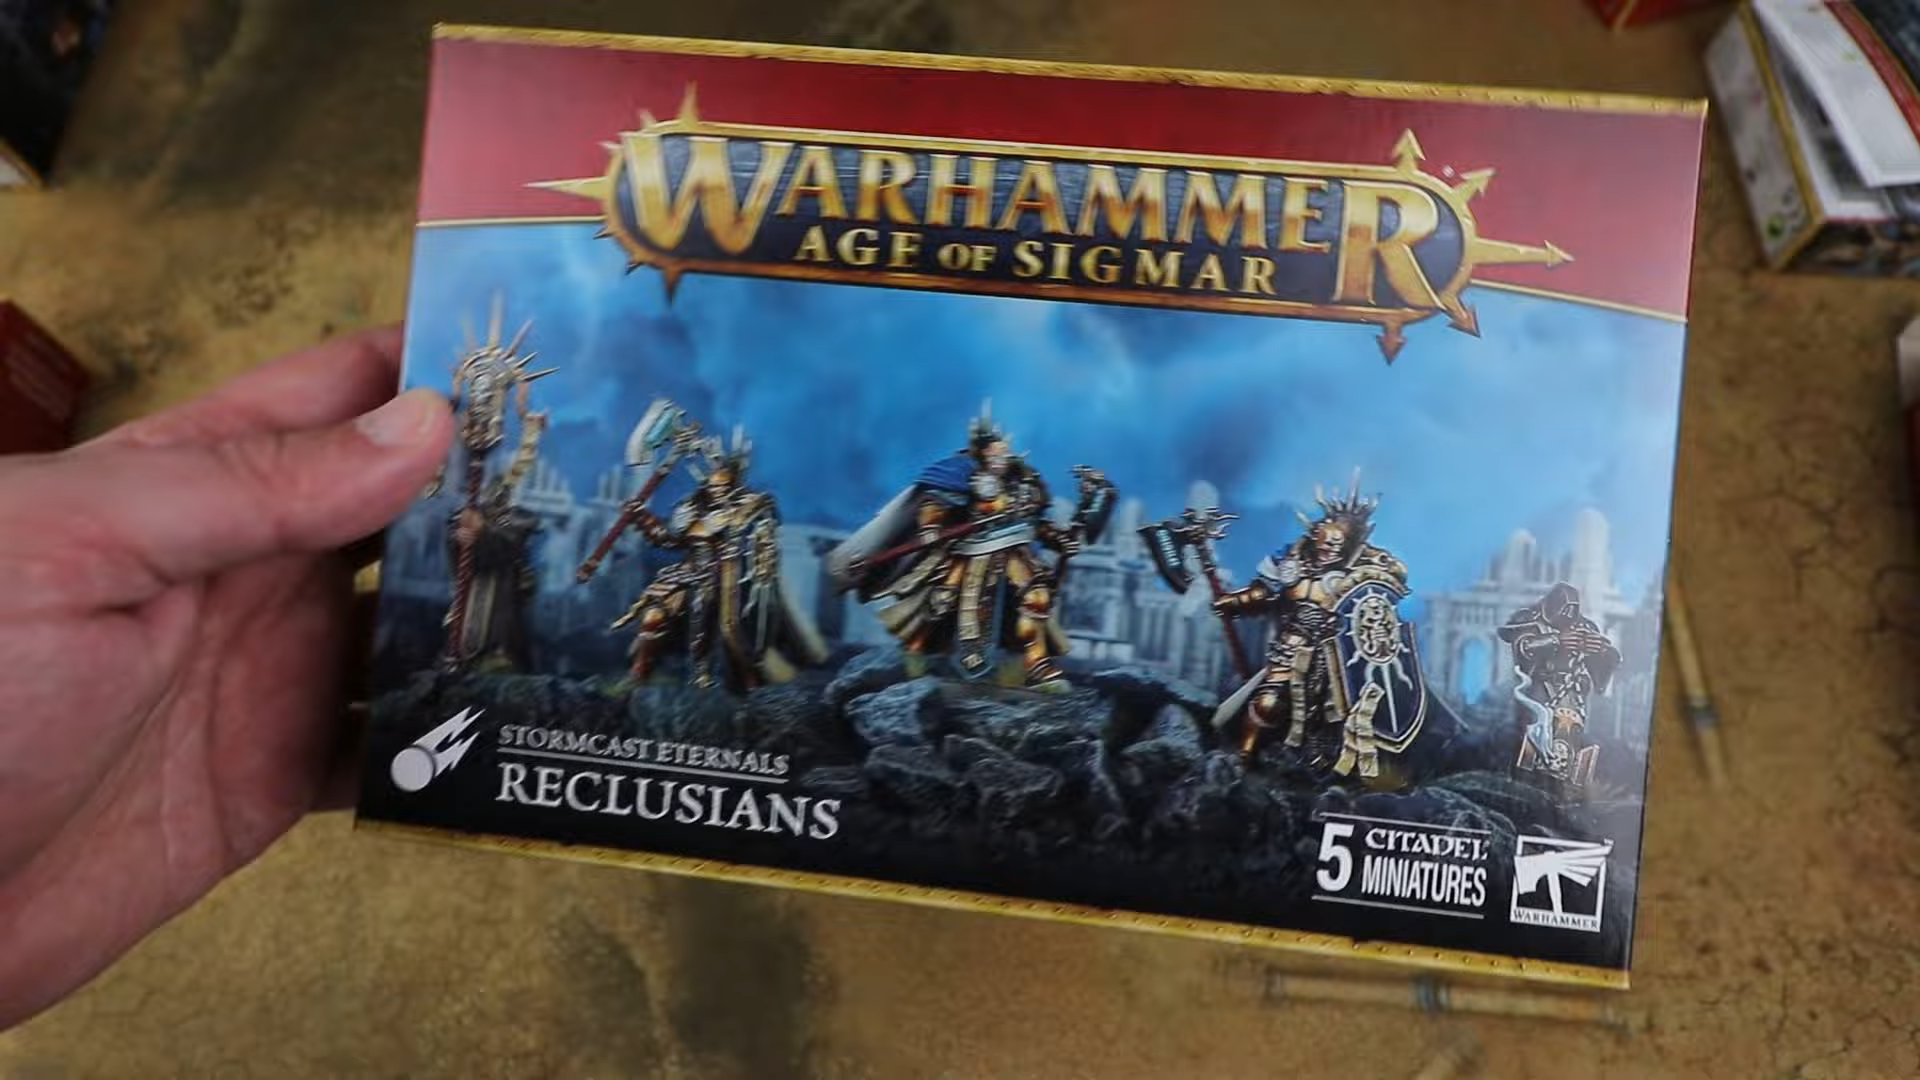 WARHAMMER
AGE OF SIGMAR
STORMCAST ETERNALS
RECLUSIANS
5 CITADEL
MINIATURES
WARHAMMER